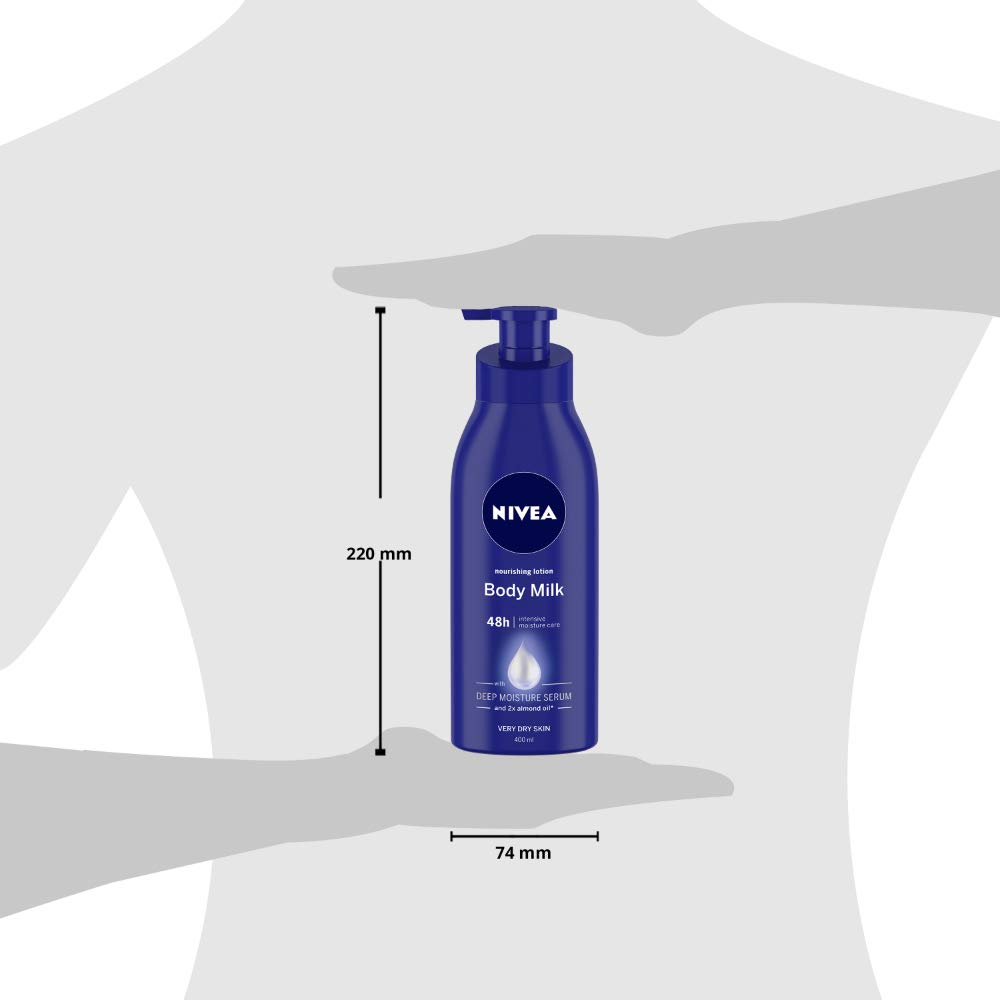 220 mm
NIVEA
nourishing lotion
Body Milk
48h | intensive
moisture care
with
DEEP MOISTURE SERUM
and 2x almond oil*
VERY DRY SKIN
400 ml
74 mm